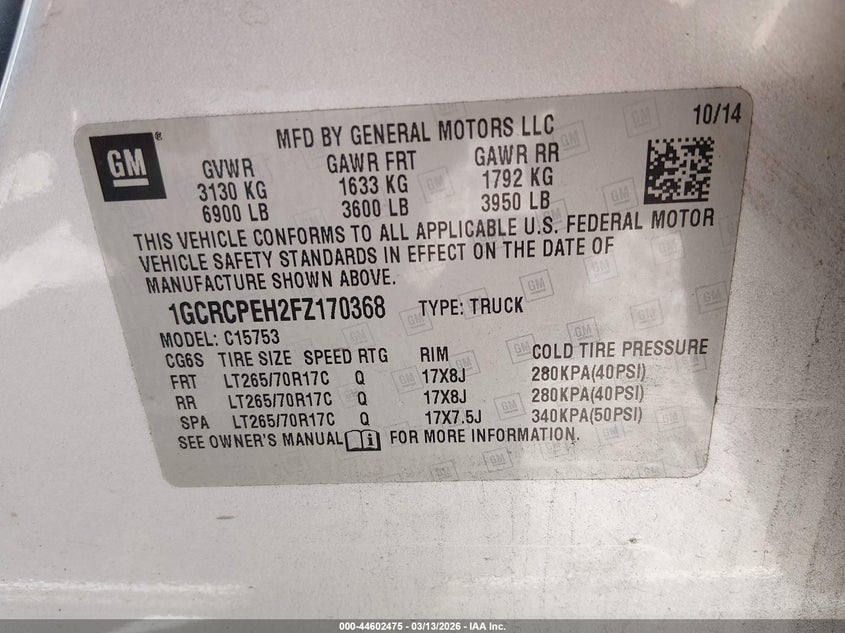 GM
®
MFD BY GENERAL MOTORS LLC
10/14
GVWR GAWR FRT GAWR RR
3130 KG 1633 KG 1792 KG
6900 LB 3600 LB 3950 LB
THIS VEHICLE CONFORMS TO ALL APPLICABLE U.S. FEDERAL MOTOR
VEHICLE SAFETY STANDARDS IN EFFECT ON THE DATE OF
MANUFACTURE SHOWN ABOVE.
1GCRCPEH2FZ170368 TYPE: TRUCK
MODEL: C15753
CG6S TIRE SIZE SPEED RTG RIM COLD TIRE PRESSURE
FRT LT265/70R17C Q 17X8J 280KPA(40PSI)
RR LT265/70R17C Q 17X8J 280KPA(40PSI)
SPA LT265/70R17C Q 17X7.5J 340KPA(50PSI)
SEE OWNER'S MANUAL FOR MORE INFORMATION.
000-44602475 - 03/13/2026 - IAA Inc.